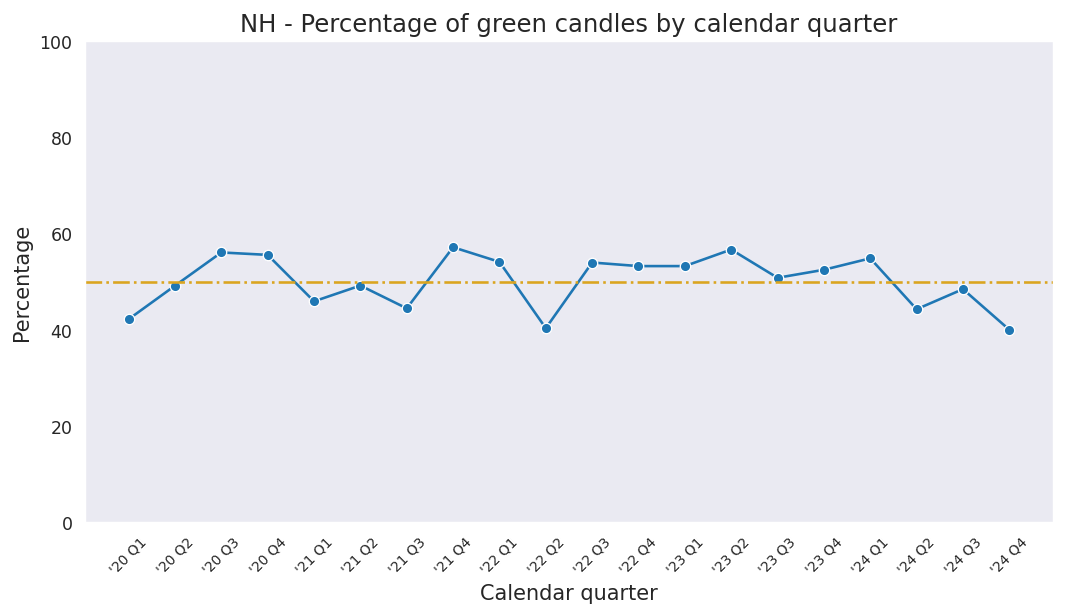 NH - Percentage of green candles by calendar quarter
Percentage
100
80
60
40
20
0
'20 Q1
'20 Q2
'20 Q3
'20 Q4
'21 Q1
'21 Q2
'21 Q3
'21 Q4
'22 Q1
'22 Q2
'22 Q3
'22 Q4
'23 Q1
'23 Q2
'23 Q3
'23 Q4
'24 Q1
'24 Q2
'24 Q3
'24 Q4
Calendar quarter